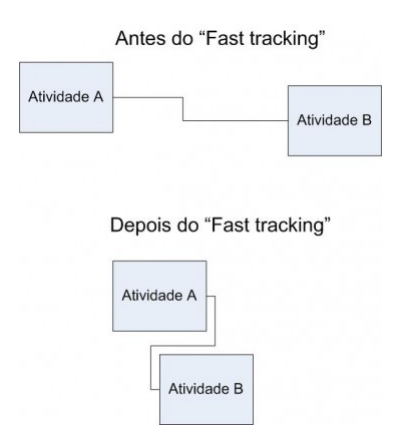 Antes do “Fast tracking”
Atividade A
Atividade B
Depois do “Fast tracking”
Atividade A
Atividade B